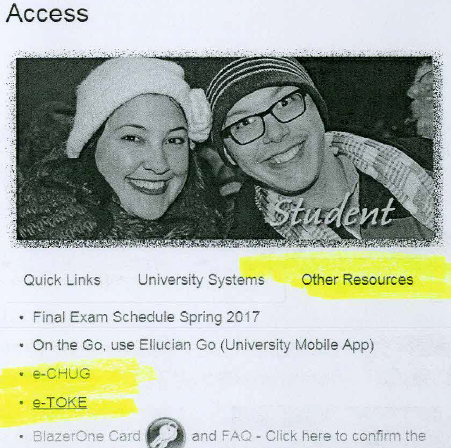 Access
Student
Quick Links University Systems Other Resources
• Final Exam Schedule Spring 2017
• On the Go, use Ellucian Go (University Mobile App)
• e-CHUG
• e-TOKE
• BlazerOne Card and FAQ - Click here to confirm the